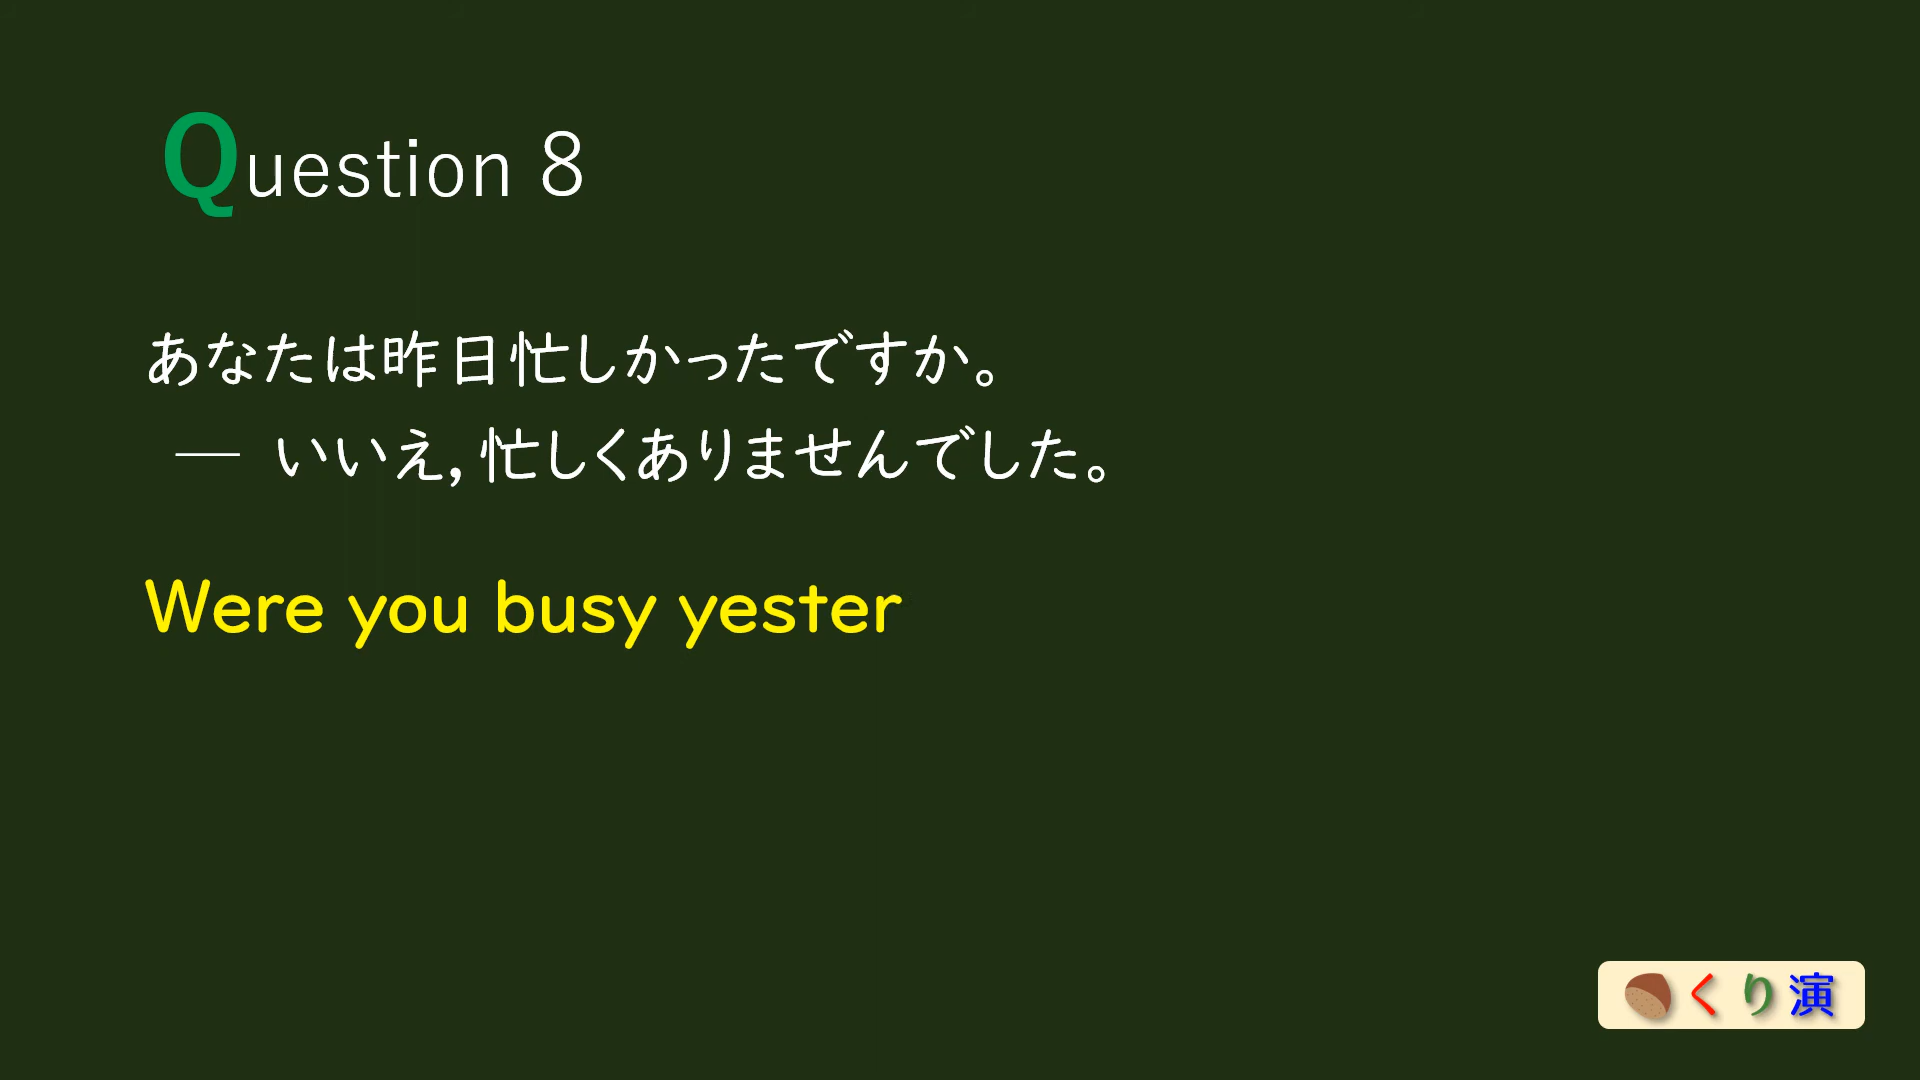 Question 8
あなたは昨日忙しかったですか。
― いいえ,忙しくありませんでした。
Were you busy yester
くり演